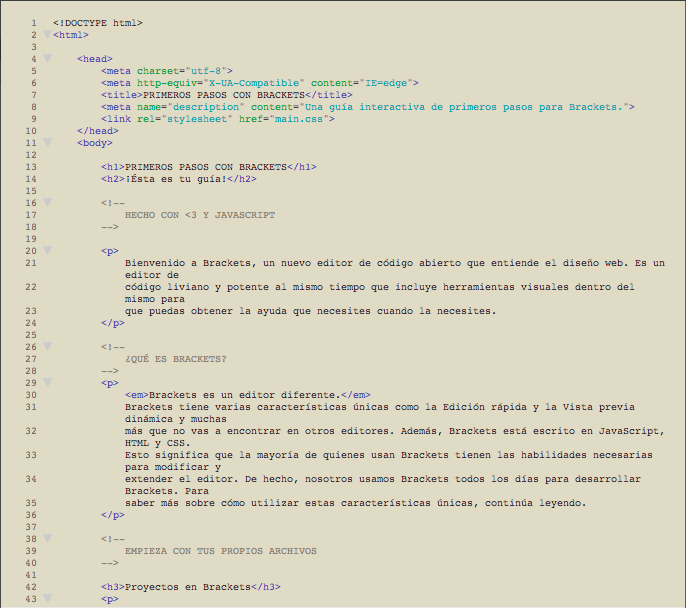 1 <!DOCTYPE html>
2 <html>
3
4 <head>
5 <meta charset="utf-8">
6 <meta http-equiv="X-UA-Compatible" content="IE=edge">
7 <title>PRIMEROS PASOS CON BRACKETS</title>
8 <meta name="description" content="Una guía interactiva de primeros pasos para Brackets.">
9 <link rel="stylesheet" href="main.css">
10 </head>
11 <body>
12
13 <h1>PRIMEROS PASOS CON BRACKETS</h1>
14 <h2>¡Ésta es tu guía!</h2>
15
16 <!--
17 HECHO CON <3 Y JAVASCRIPT
18 -->
19
20 <p>
21 Bienvenido a Brackets, un nuevo editor de código abierto que entiende el diseño web. Es un
editor de
22 código liviano y potente al mismo tiempo que incluye herramientas visuales dentro del
mismo para
23 que puedas obtener la ayuda que necesites cuando la necesites.
24 </p>
25
26 <!--
27 ¿QUÉ ES BRACKETS?
28 -->
29 <p>
30 <em>Brackets es un editor diferente.</em>
31 Brackets tiene varias características únicas como la Edición rápida y la Vista previa
dinámica y muchas
32 más que no vas a encontrar en otros editores. Además, Brackets está escrito en JavaScript,
HTML y CSS.
33 Esto significa que la mayoría de quienes usan Brackets tienen las habilidades necesarias
para modificar y
34 extender el editor. De hecho, nosotros usamos Brackets todos los días para desarrollar
Brackets. Para
35 saber más sobre cómo utilizar estas características únicas, continúa leyendo.
36 </p>
37
38 <!--
39 EMPIEZA CON TUS PROPIOS ARCHIVOS
40 -->
41
42 <h3>Proyectos en Brackets</h3>
43 <p>